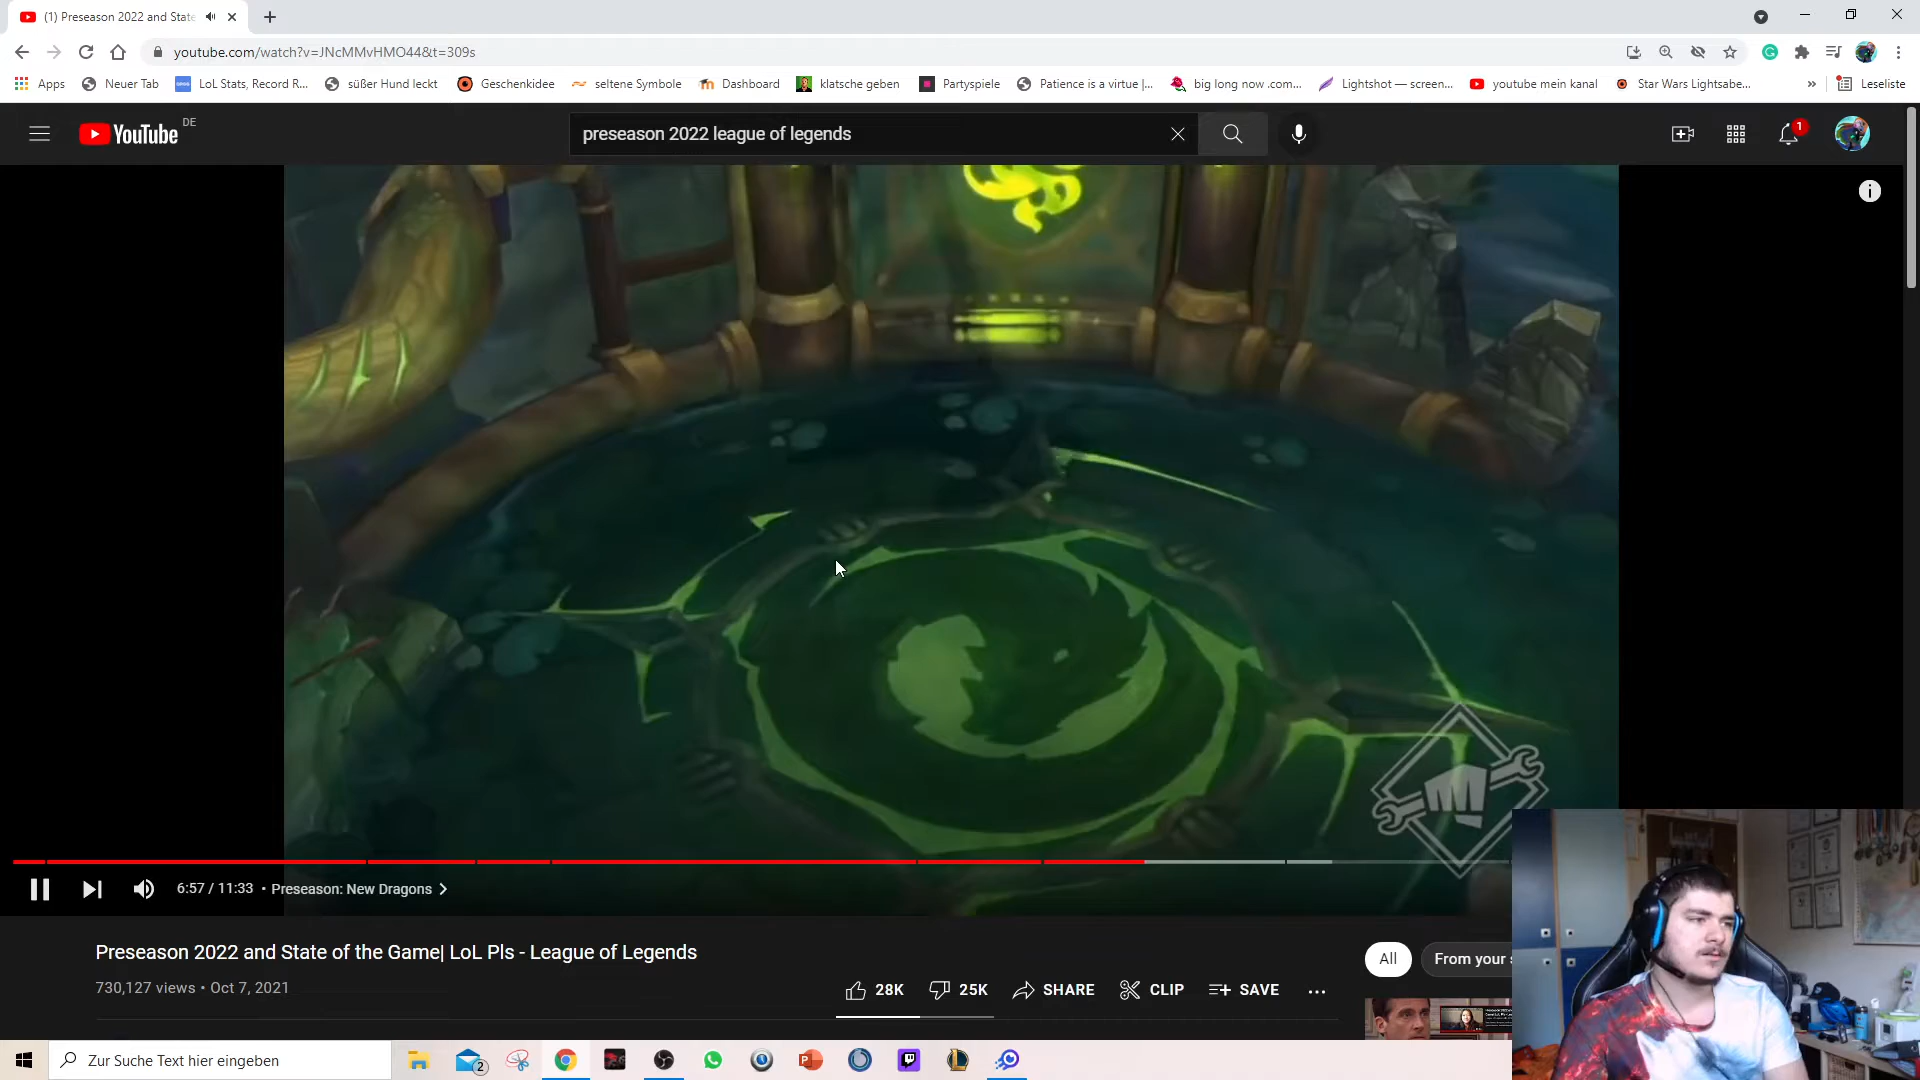 (1) Preseason 2022 and State
youtube.com/watch?v=JNcMMvHMO44&t=309s
Apps
Neuer Tab
LoL Stats, Record R...
süßer Hund leckt
Geschenkidee
seltene Symbole
Dashboard
klatsche geben
Partyspiele
Patience is a virtue |...
big long now .com...
Lightshot — screen...
youtube mein kanal
Star Wars Lightsabe...
»
Leseliste
YouTube DE
preseason 2022 league of legends
1
6:57 / 11:33 • Preseason: New Dragons
Preseason 2022 and State of the Game| LoL Pls - League of Legends
730,127 views • Oct 7, 2021
28K
25K
SHARE
CLIP
SAVE
All
From your s
Zur Suche Text hier eingeben
2